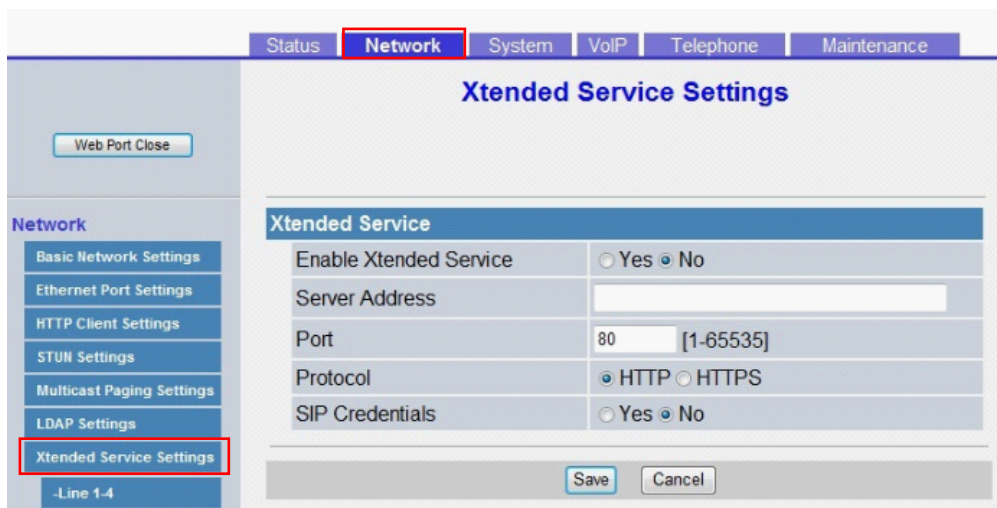 Status Network System VoIP Telephone Maintenance
Web Port Close
Network
Basic Network Settings
Ethernet Port Settings
HTTP Client Settings
STUN Settings
Multicast Paging Settings
LDAP Settings
Xtended Service Settings
-Line 1-4
Xtended Service Settings
Xtended Service
Enable Xtended Service Yes No
Server Address
Port 80 [1-65535]
Protocol HTTP HTTPS
SIP Credentials Yes No
Save Cancel